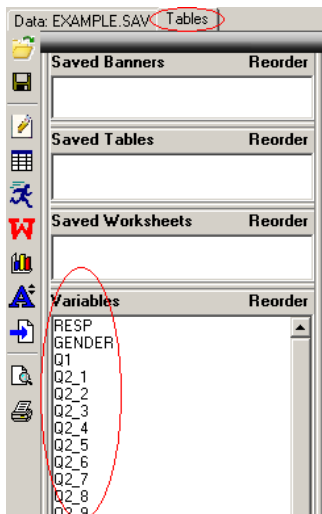 Data: EXAMPLE.SAV Tables
Saved Banners Reorder
Saved Tables Reorder
Saved Worksheets Reorder
Variables Reorder
RESP
GENDER
Q1
Q2_1
Q2_2
Q2_3
Q2_4
Q2_5
Q2_6
Q2_7
Q2_8
Q2_9